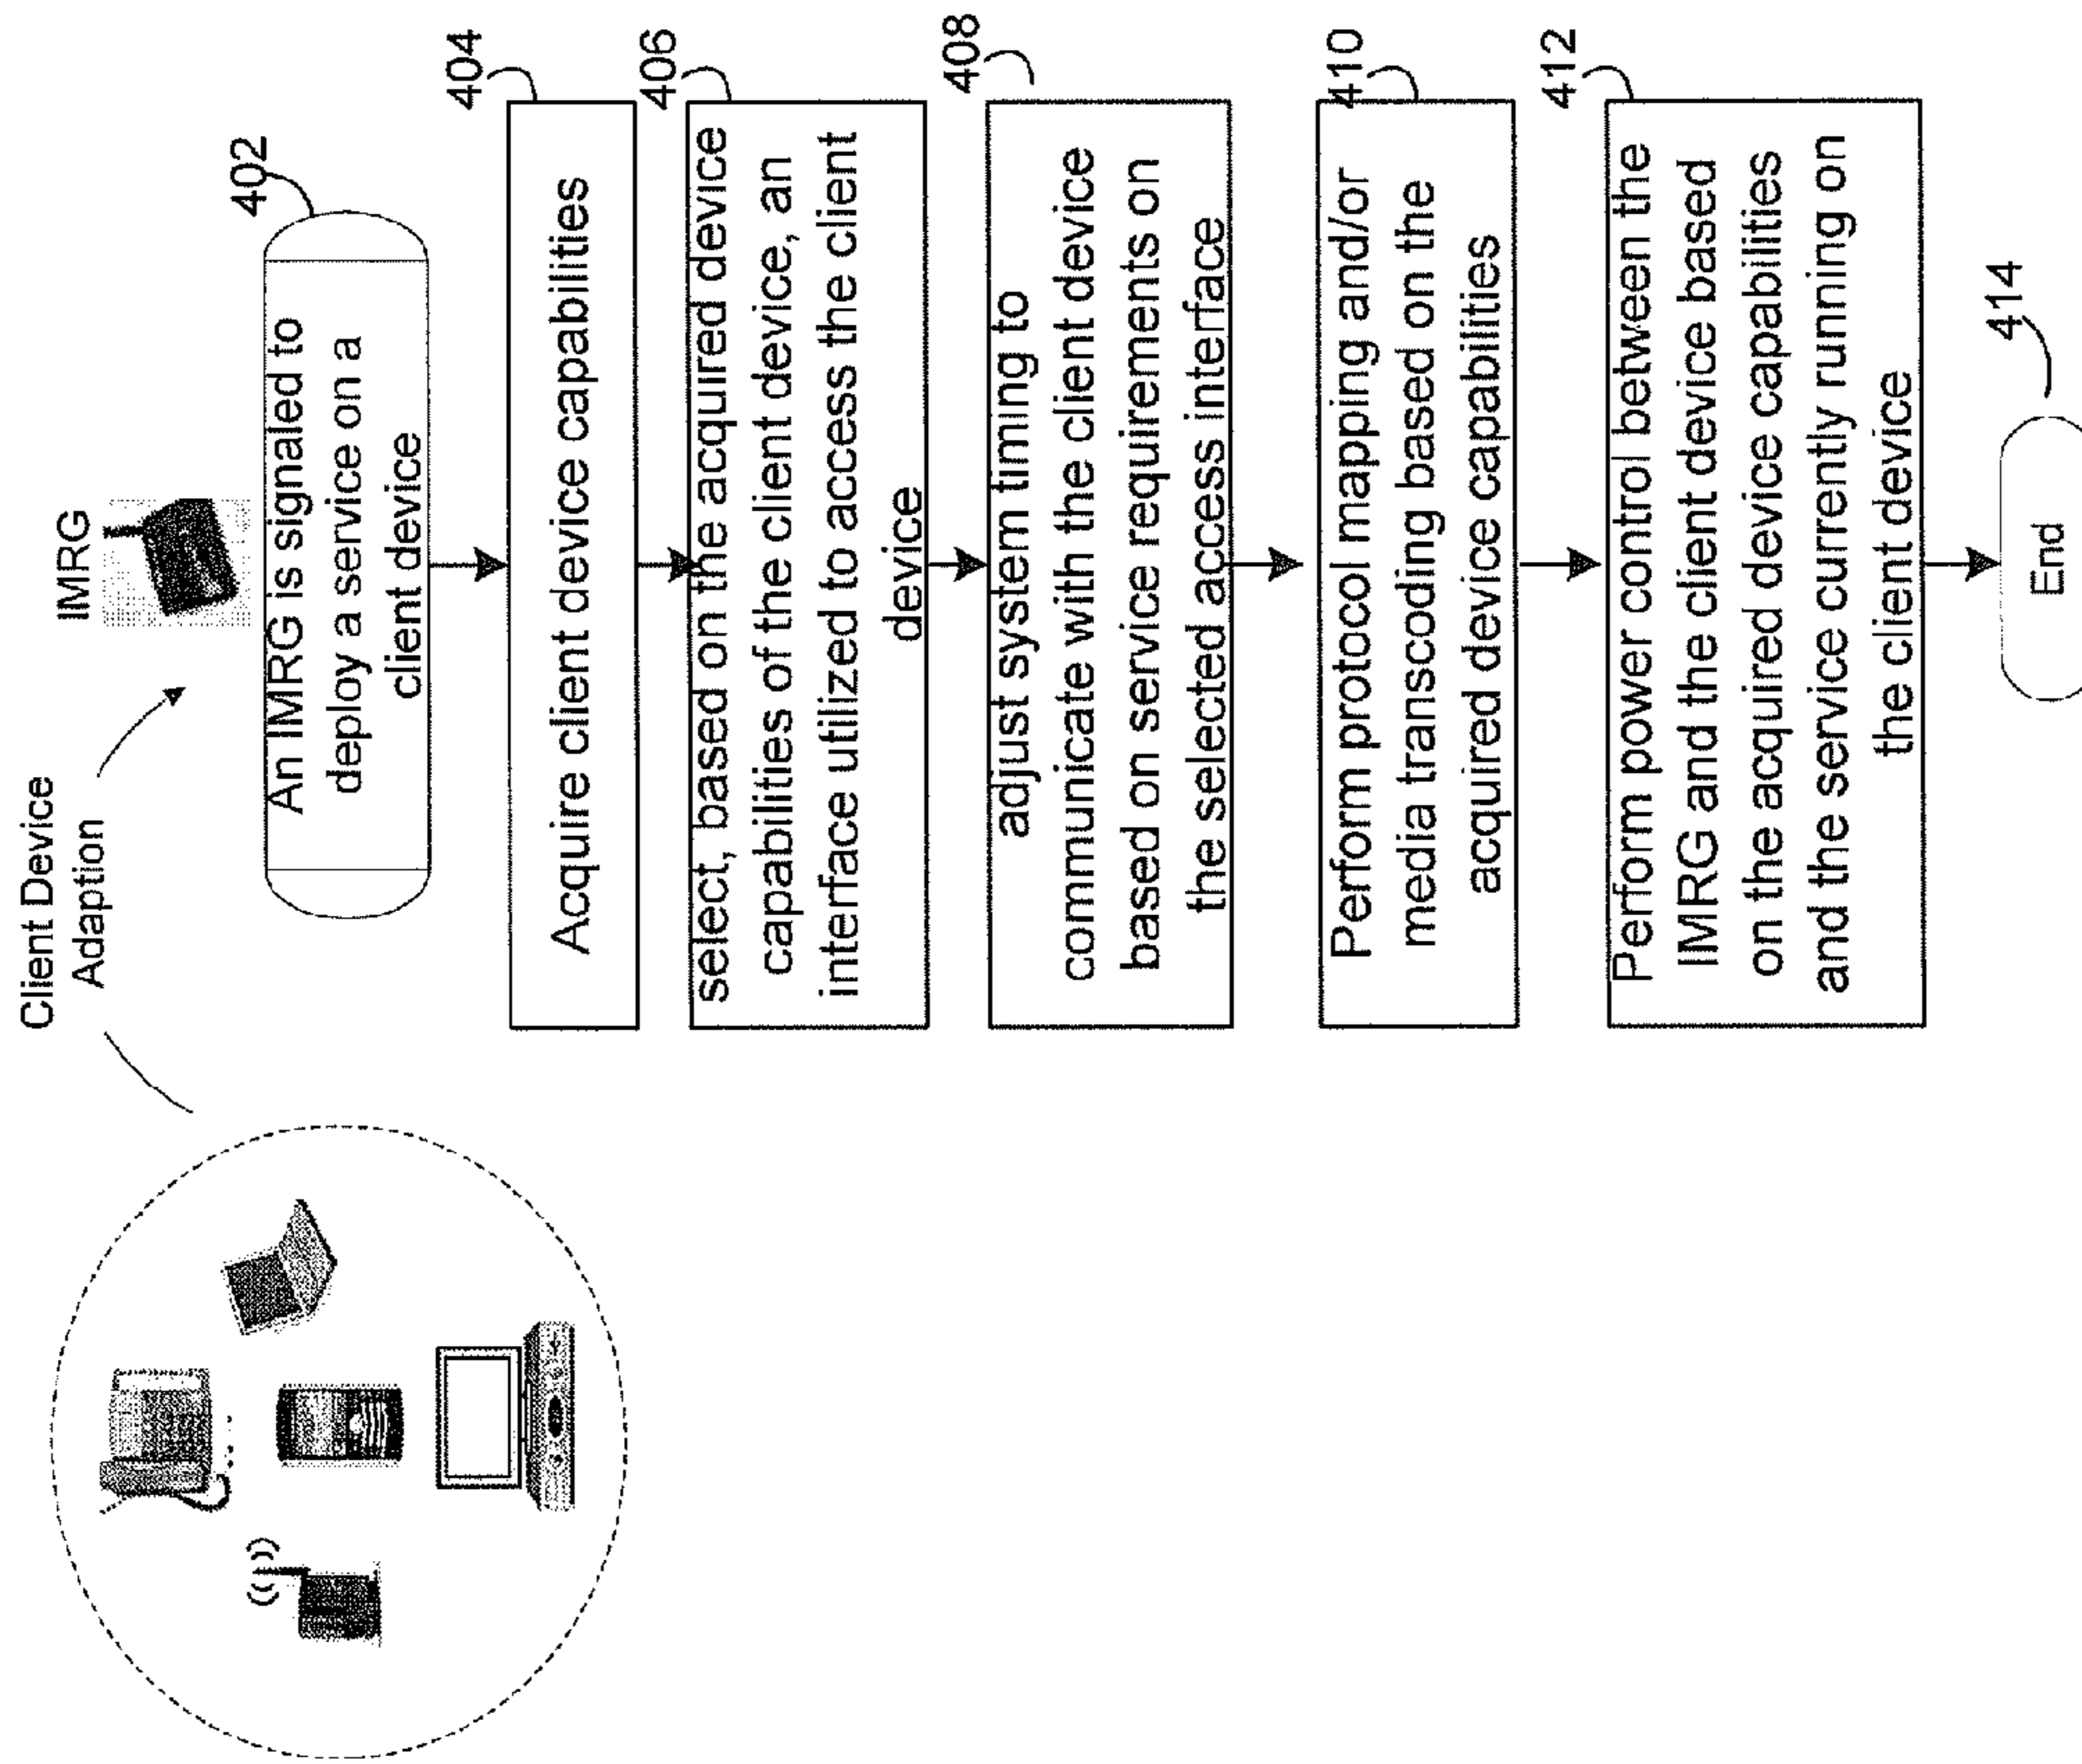 Client Device
Adaption
IMRG
402
An IMRG is signaled to
deploy a service on a
client device
404
Acquire client device capabilities
406
select, based on the acquired device
capabilities of the client device, an
interface utilized to access the client
device
408
adjust system timing to
communicate with the client device
based on service requirements on
the selected access interface
410
Perform protocol mapping and/or
media transcoding based on the
acquired device capabilities
412
Perform power control between the
IMRG and the client device based
on the acquired device capabilities
and the service currently running on
the client device
414
End